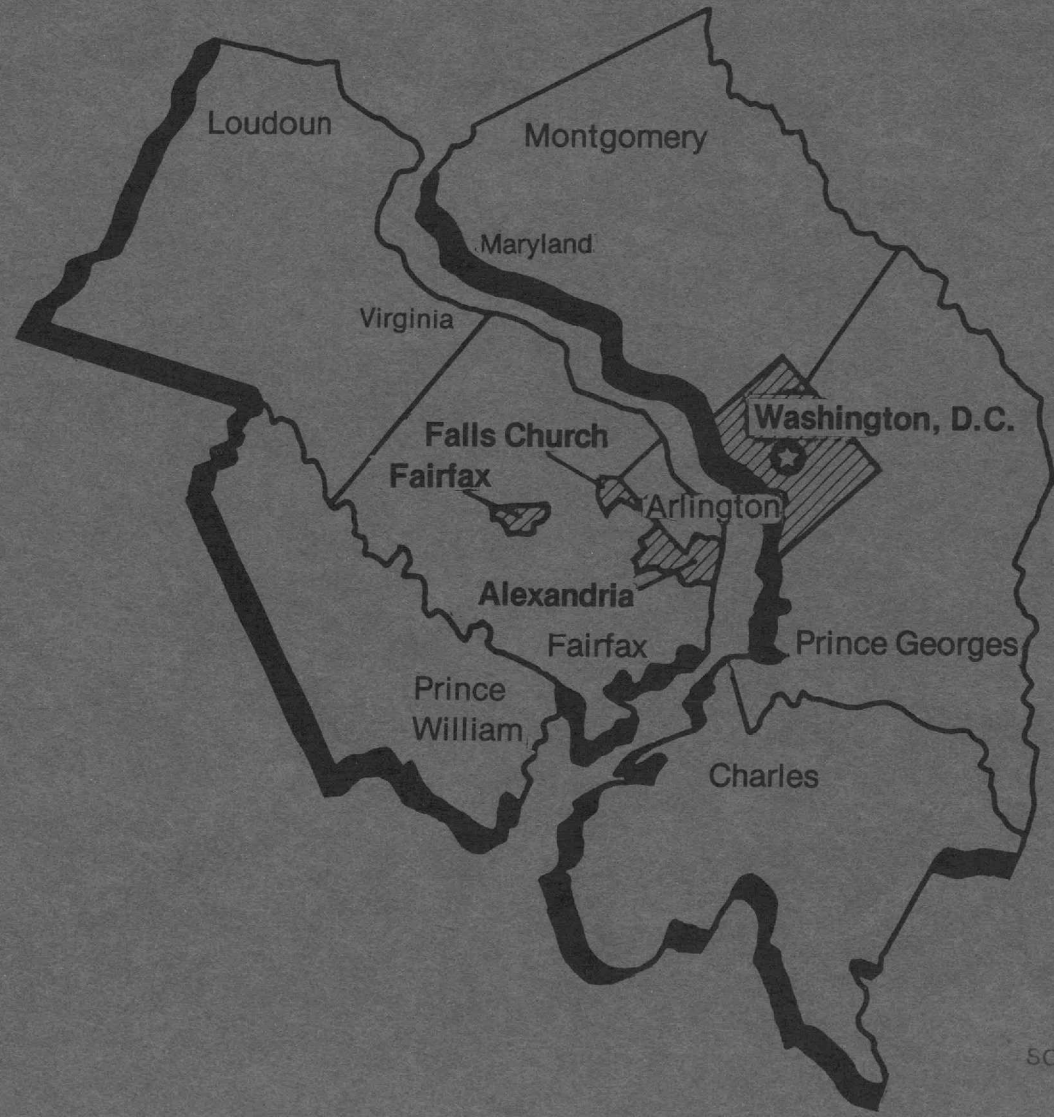 Loudoun
Montgomery
Maryland
Virginia
Washington, D.C.
Falls Church
Fairfax
Arlington
Alexandria
Fairfax
Prince Georges
Prince
William
Charles